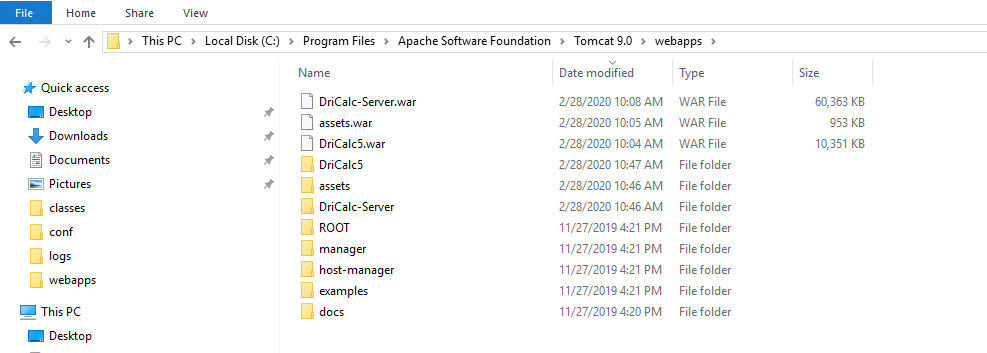 File Home Share View
This PC > Local Disk (C:) > Program Files > Apache Software Foundation > Tomcat 9.0 > webapps >
Name Date modified Type Size
Quick access
Desktop
Downloads
Documents
Pictures
classes
conf
logs
webapps
This PC
Desktop
DriCalc-Server.war 2/28/2020 10:08 AM WAR File 60,363 KB
assets.war 2/28/2020 10:05 AM WAR File 953 KB
DriCalc5.war 2/28/2020 10:04 AM WAR File 10,351 KB
DriCalc5 2/28/2020 10:47 AM File folder
assets 2/28/2020 10:46 AM File folder
DriCalc-Server 2/28/2020 10:46 AM File folder
ROOT 11/27/2019 4:21 PM File folder
manager 11/27/2019 4:21 PM File folder
host-manager 11/27/2019 4:21 PM File folder
examples 11/27/2019 4:21 PM File folder
docs 11/27/2019 4:20 PM File folder